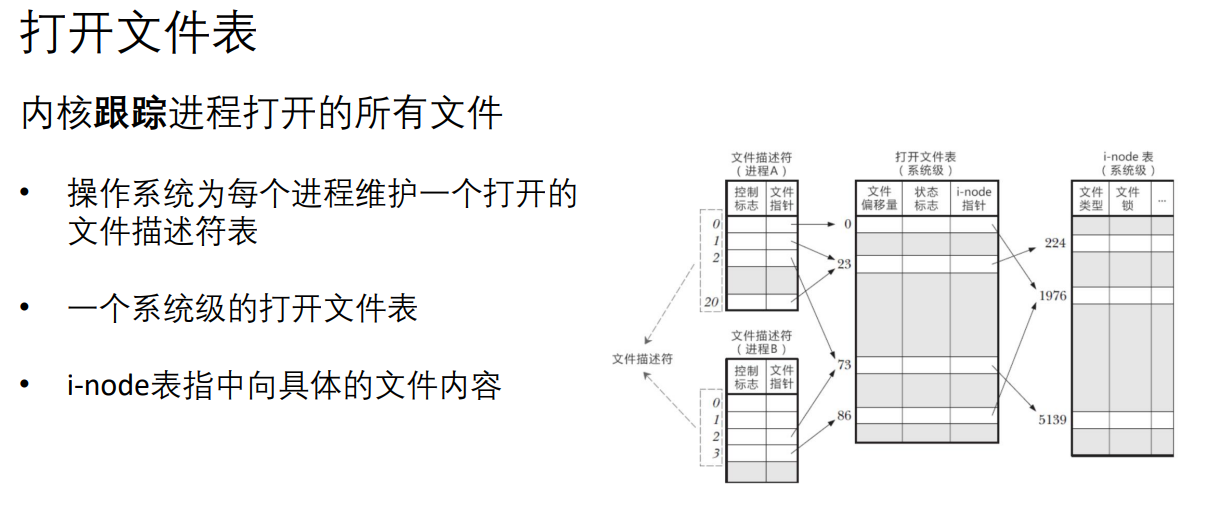 打开文件表
内核跟踪进程打开的所有文件
• 操作系统为每个进程维护一个打开的
文件描述符表
• 一个系统级的打开文件表
• i-node表指中向具体的文件内容
文件描述符
（进程A）
控制
标志
文件
指针
0
1
2
20
文件描述符
文件描述符
（进程B）
控制
标志
文件
指针
0
1
2
3
打开文件表
（系统级）
文件
偏移量
状态
标志
i-node
指针
0
23
73
86
i-node 表
（系统级）
文件
类型
文件
锁
...
224
1976
5139